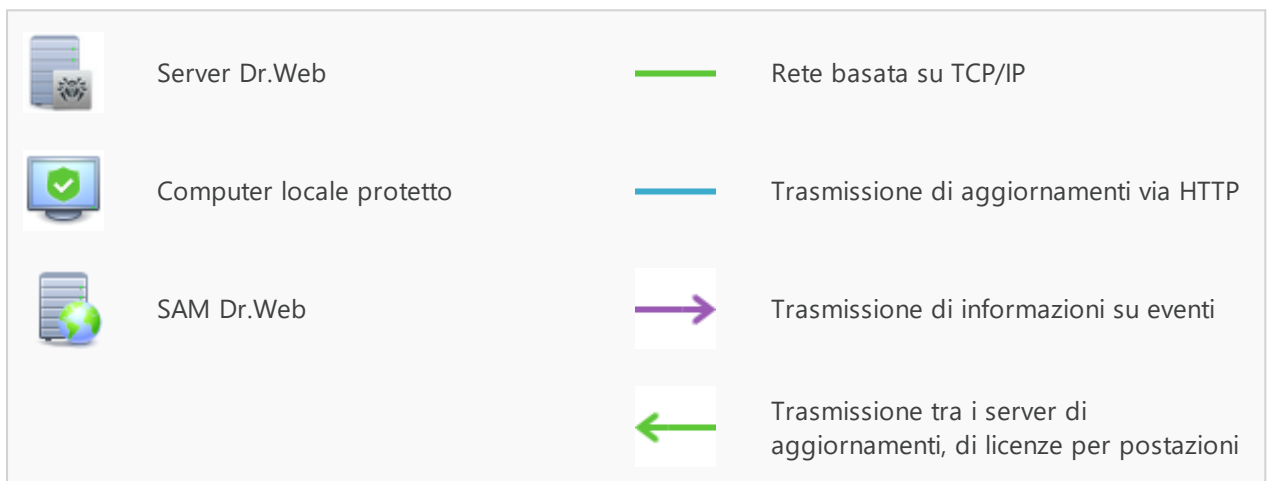 Server Dr.Web
Rete basata su TCP/IP
Computer locale protetto
Trasmissione di aggiornamenti via HTTP
SAM Dr.Web
Trasmissione di informazioni su eventi
Trasmissione tra i server di
aggiornamenti, di licenze per postazioni